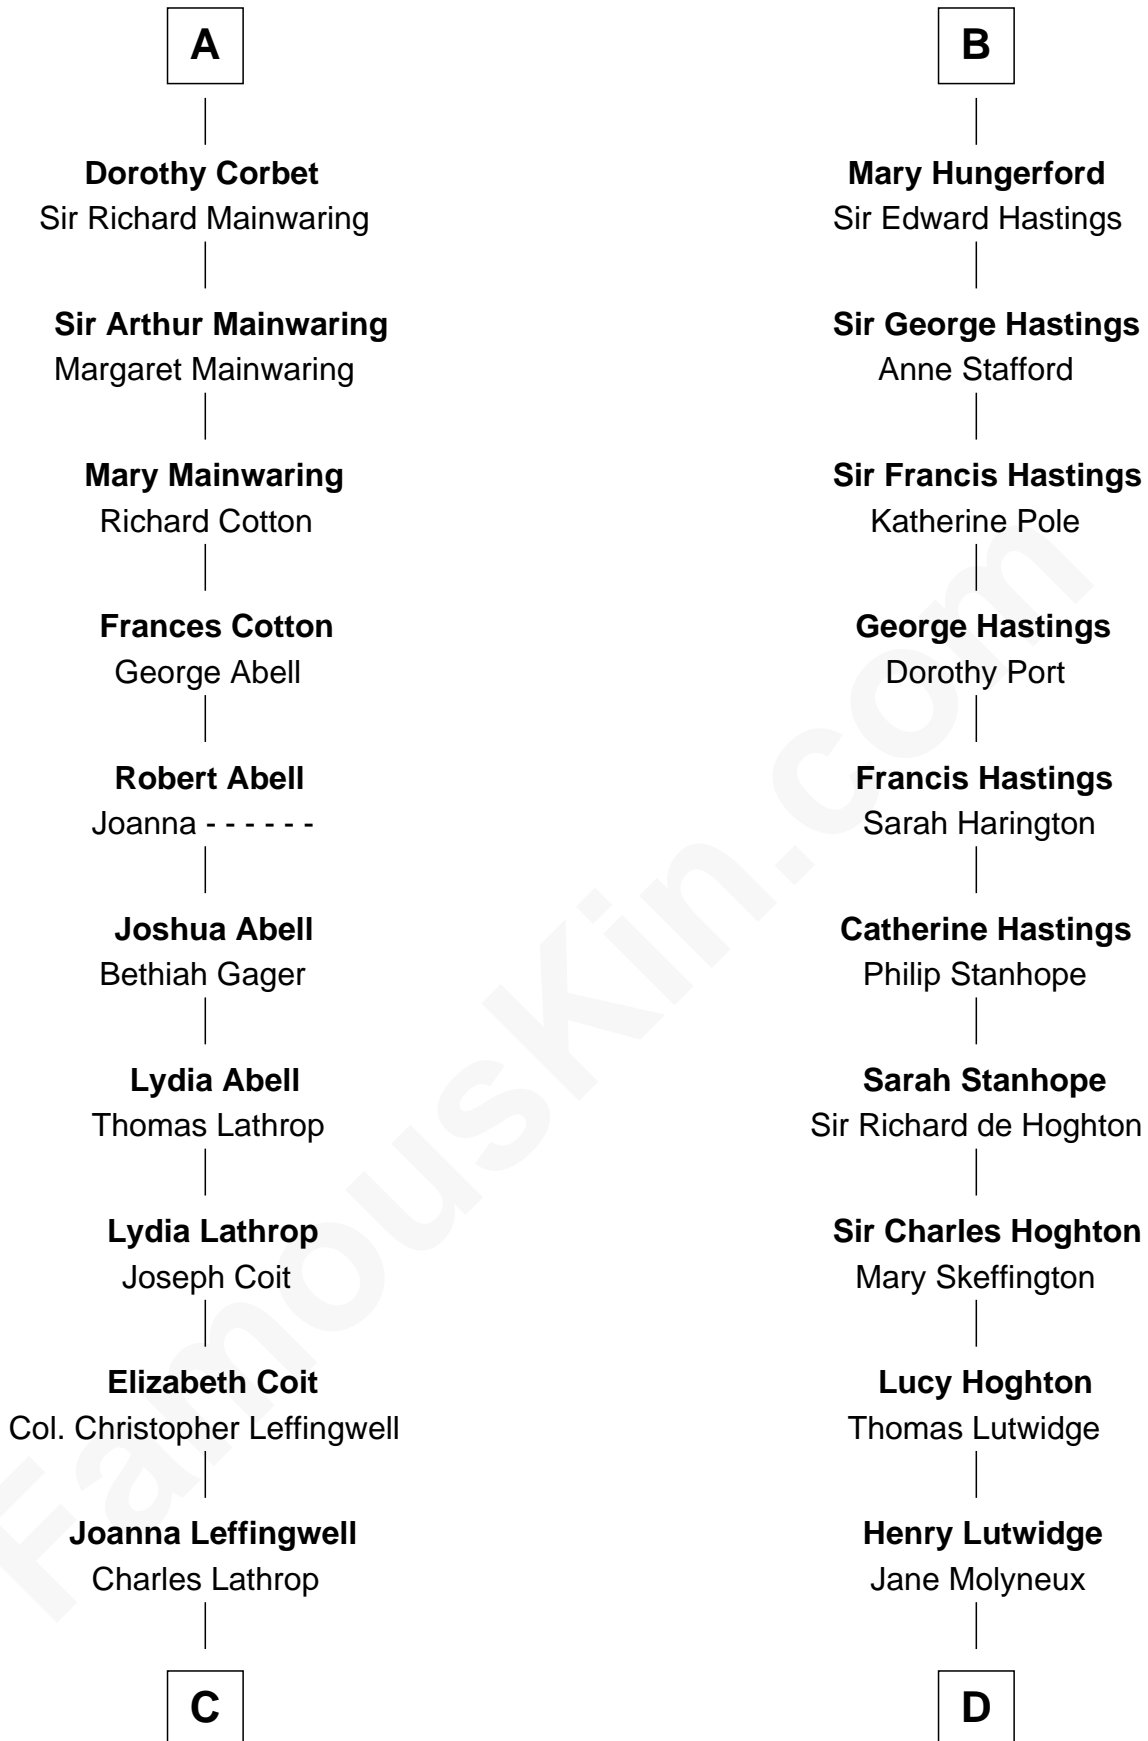 A
Dorothy Corbet
Sir Richard Mainwaring
Sir Arthur Mainwaring
Margaret Mainwaring
Mary Mainwaring
Richard Cotton
Frances Cotton
George Abell
Robert Abell
Joanna - - - - - -
Joshua Abell
Bethiah Gager
Lydia Abell
Thomas Lathrop
Lydia Lathrop
Joseph Coit
Elizabeth Coit
Col. Christopher Leffingwell
Joanna Leffingwell
Charles Lathrop
C
B
Mary Hungerford
Sir Edward Hastings
Sir George Hastings
Anne Stafford
Sir Francis Hastings
Katherine Pole
George Hastings
Dorothy Port
Francis Hastings
Sarah Harington
Catherine Hastings
Philip Stanhope
Sarah Stanhope
Sir Richard de Hoghton
Sir Charles Hoghton
Mary Skeffington
Lucy Hoghton
Thomas Lutwidge
Henry Lutwidge
Jane Molyneux
D
FamousKin.com